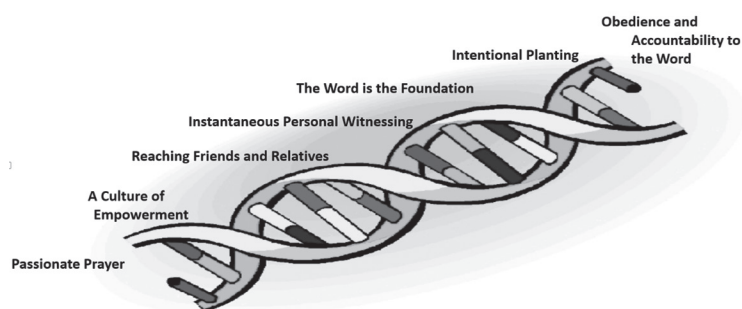 Obedience and
Accountability to
the Word
Intentional Planting
The Word is the Foundation
Instantaneous Personal Witnessing
Reaching Friends and Relatives
A Culture of
Empowerment
Passionate Prayer